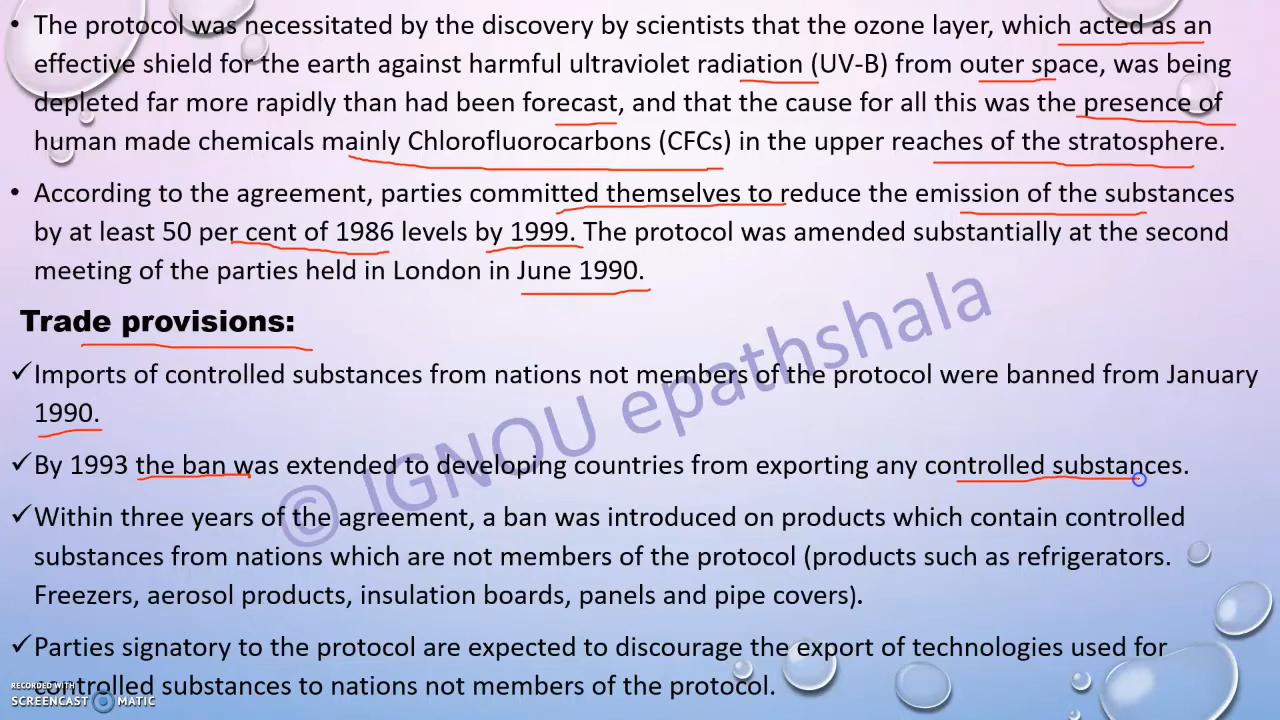 • The protocol was necessitated by the discovery by scientists that the ozone layer, which acted as an
effective shield for the earth against harmful ultraviolet radiation (UV-B) from outer space, was being
depleted far more rapidly than had been forecast, and that the cause for all this was the presence of
human made chemicals mainly Chlorofluorocarbons (CFCs) in the upper reaches of the stratosphere.
• According to the agreement, parties committed themselves to reduce the emission of the substances
by at least 50 per cent of 1986 levels by 1999. The protocol was amended substantially at the second
meeting of the parties held in London in June 1990.
Trade provisions:
✓Imports of controlled substances from nations not members of the protocol were banned from January
1990.
✓By 1993 the ban was extended to developing countries from exporting any controlled substances.
✓Within three years of the agreement, a ban was introduced on products which contain controlled
substances from nations which are not members of the protocol (products such as refrigerators.
Freezers, aerosol products, insulation boards, panels and pipe covers).
✓Parties signatory to the protocol are expected to discourage the export of technologies used for
controlled substances to nations not members of the protocol.
© IGNOU epathshala
RECORDED WITH
SCREENCAST MATIC